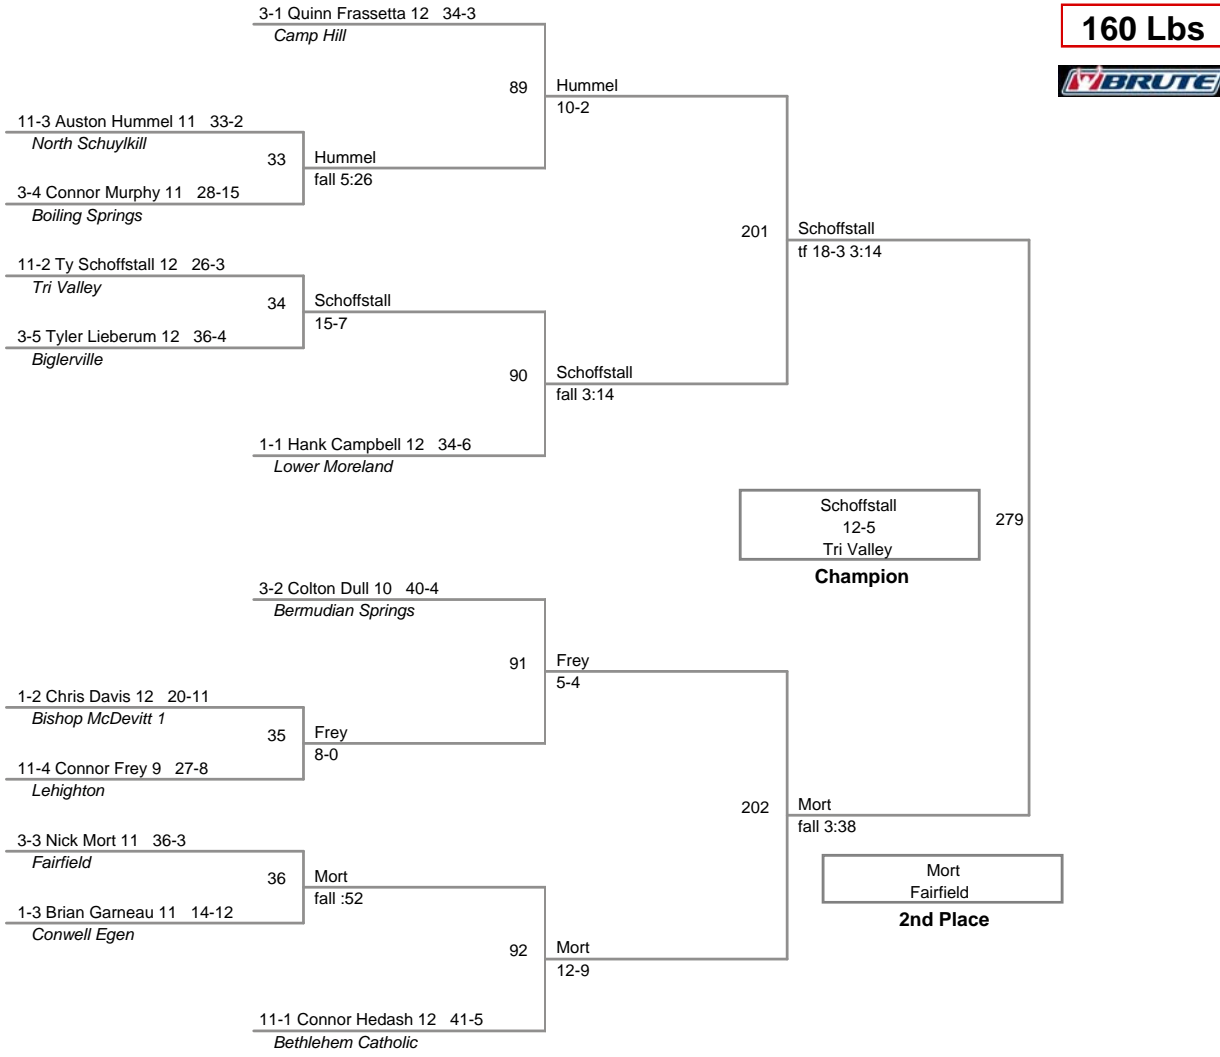 3-1 Quinn Frassetta 12 34-3
Camp Hill
160 Lbs
BRUTE
89
Hummel
10-2
11-3 Auston Hummel 11 33-2
North Schuylkill
33
Hummel
fall 5:26
3-4 Connor Murphy 11 28-15
Boiling Springs
201
Schoffstall
tf 18-3 3:14
11-2 Ty Schoffstall 12 26-3
Tri Valley
34
Schoffstall
15-7
3-5 Tyler Lieberum 12 36-4
Biglerville
90
Schoffstall
fall 3:14
1-1 Hank Campbell 12 34-6
Lower Moreland
Schoffstall
12-5
Tri Valley
279
Champion
3-2 Colton Dull 10 40-4
Bermudian Springs
91
Frey
5-4
1-2 Chris Davis 12 20-11
Bishop McDevitt 1
35
Frey
8-0
11-4 Connor Frey 9 27-8
Lehighton
202
Mort
fall 3:38
3-3 Nick Mort 11 36-3
Fairfield
36
Mort
fall :52
1-3 Brian Garneau 11 14-12
Conwell Egen
Mort
Fairfield
2nd Place
92
Mort
12-9
11-1 Connor Hedash 12 41-5
Bethlehem Catholic